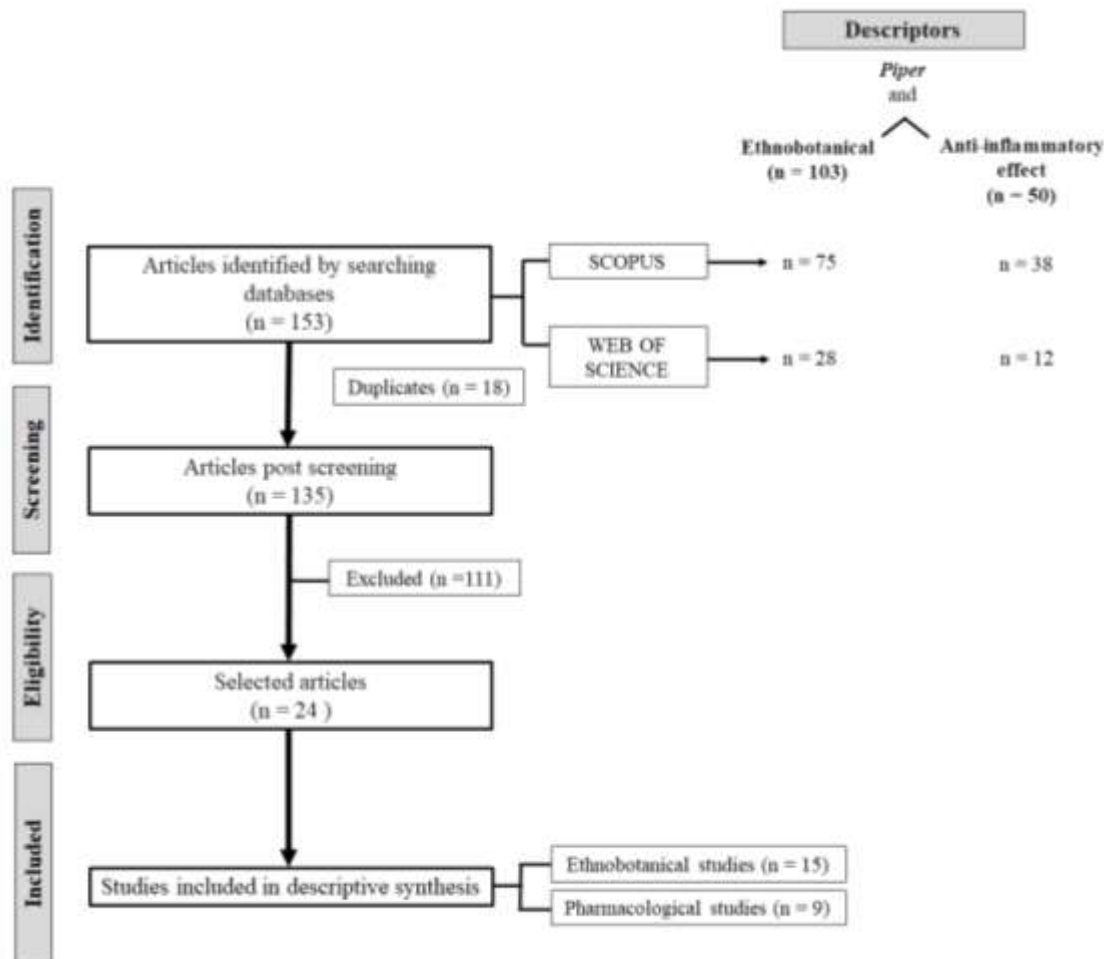 Descriptors
Piper
and
Ethnobotanical
(n = 103)
Anti-inflammatory
effect
(n = 50)
Identification
Articles identified by searching
databases
(n = 153)
SCOPUS
n = 75
n = 38
WEB OF
SCIENCE
n = 28
n = 12
Duplicates (n = 18)
Screening
Articles post screening
(n = 135)
Excluded (n =111)
Eligibility
Selected articles
(n = 24 )
Included
Studies included in descriptive synthesis
Ethnobotanical studies (n = 15)
Pharmacological studies (n = 9)